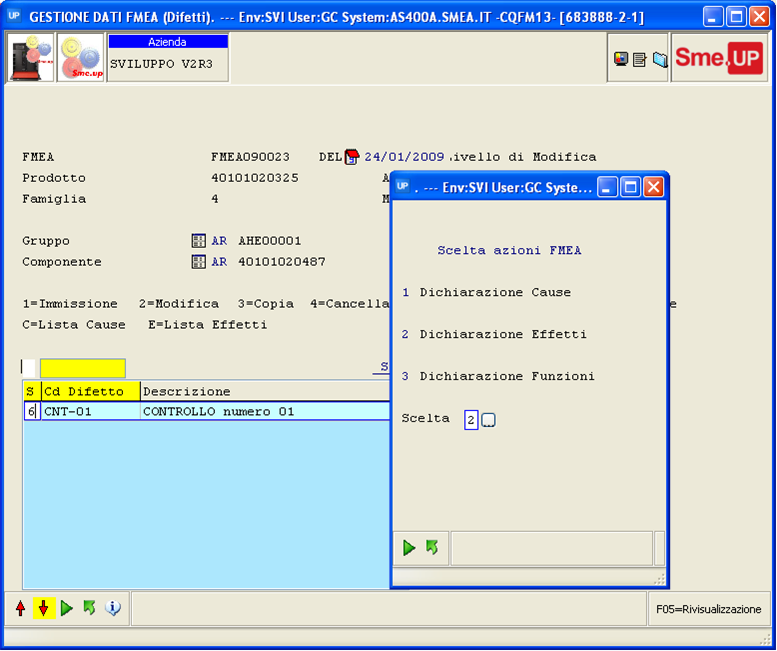 UP GESTIONE DATI FMEA (Difetti). --- Env:SVI User:GC System:AS400A.SMEA.IT -CQFM13- [683888-2-1]
Sme.up
Azienda
SVILUPPO V2R3
Sme.UP
FMEA FMEA090023 DEL 24/01/2009 ivello di Modifica
Prodotto 40101020325 A
Famiglia 4 M
Gruppo AR AHE00001
Componente AR 40101020487
1=Immissione 2=Modifica 3=Copia 4=Cancella e
C=Lista Cause E=Lista Effetti
S
S Cd Difetto Descrizione
6 CNT-01 CONTROLLO numero 01
UP . --- Env:SVI User:GC Syste...
Scelta azioni FMEA
1 Dichiarazione Cause
2 Dichiarazione Effetti
3 Dichiarazione Funzioni
Scelta 2 ...
F05=Rivisualizzazione